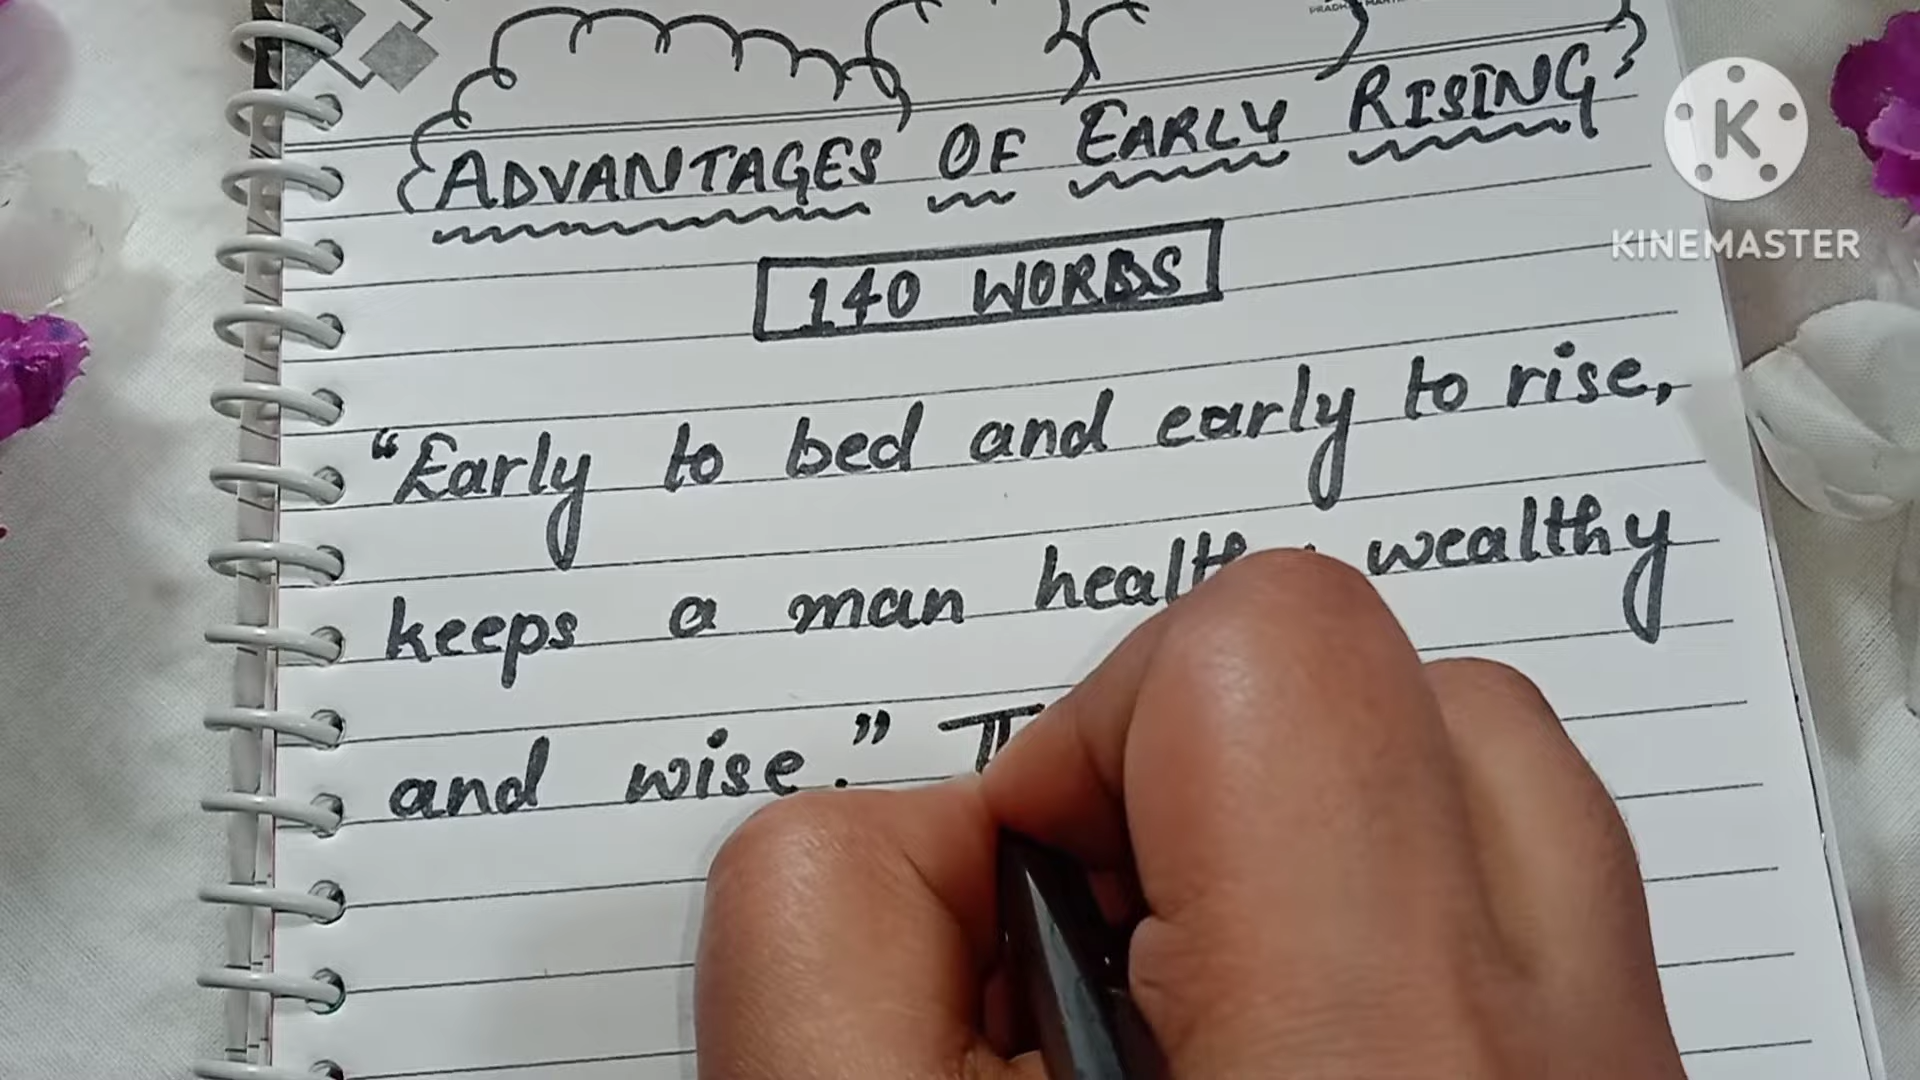 ADVANTAGES OF EARLY RISING
140 WORDS
“Early to bed and early to rise,
keeps a man wealthy
and wise.”
K
KINEMASTER